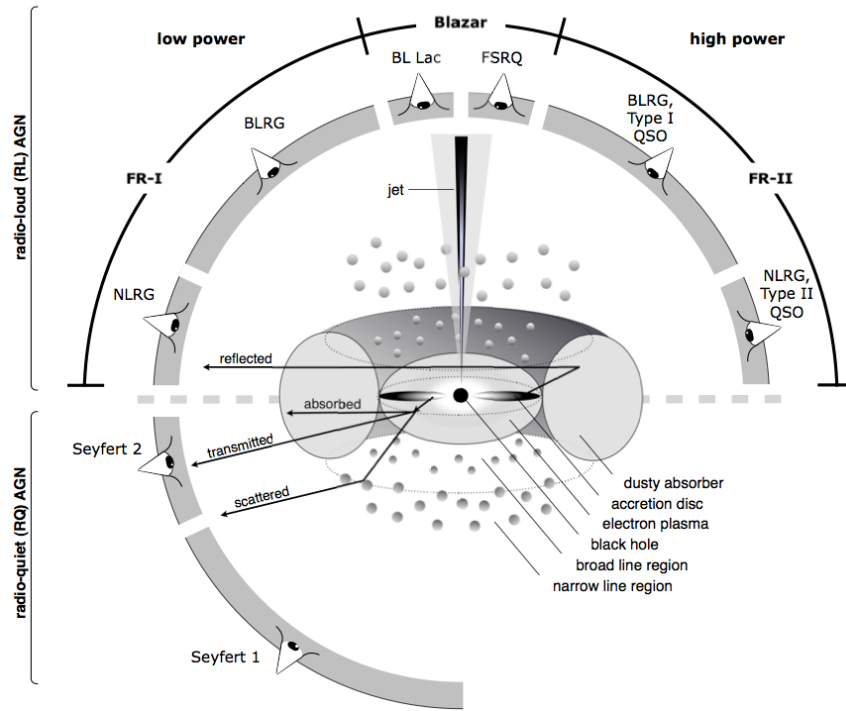 Blazar
low power
high power
BL Lac
FSRQ
BLRG
BLRG,
Type I
QSO
radio-loud (RL) AGN
FR-I
FR-II
jet
NLRG
NLRG,
Type II
QSO
reflected
absorbed
transmitted
scattered
Seyfert 2
dusty absorber
accretion disc
electron plasma
black hole
broad line region
narrow line region
radio-quiet (RQ) AGN
Seyfert 1